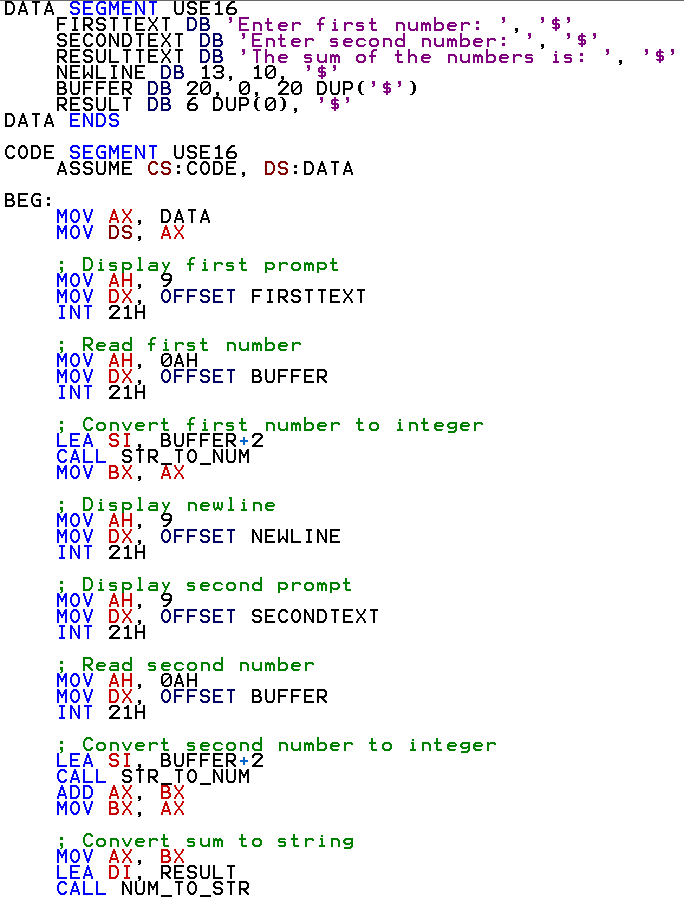 DATA SEGMENT USE16
    FIRSTTEXT DB 'Enter first number: ', '$'
    SECONDTEXT DB 'Enter second number: ', '$'
    RESULTTEXT DB 'The sum of the numbers is: ', '$'
    NEWLINE DB 13, 10, '$'
    BUFFER DB 20, 0, 20 DUP('$')
    RESULT DB 6 DUP(0), '$'
DATA ENDS

CODE SEGMENT USE16
    ASSUME CS:CODE, DS:DATA

BEG:
    MOV AX, DATA
    MOV DS, AX

    ; Display first prompt
    MOV AH, 9
    MOV DX, OFFSET FIRSTTEXT
    INT 21H

    ; Read first number
    MOV AH, 0AH
    MOV DX, OFFSET BUFFER
    INT 21H

    ; Convert first number to integer
    LEA SI, BUFFER+2
    CALL STR_TO_NUM
    MOV BX, AX

    ; Display newline
    MOV AH, 9
    MOV DX, OFFSET NEWLINE
    INT 21H

    ; Display second prompt
    MOV AH, 9
    MOV DX, OFFSET SECONDTEXT
    INT 21H

    ; Read second number
    MOV AH, 0AH
    MOV DX, OFFSET BUFFER
    INT 21H

    ; Convert second number to integer
    LEA SI, BUFFER+2
    CALL STR_TO_NUM
    ADD AX, BX
    MOV BX, AX

    ; Convert sum to string
    MOV AX, BX
    LEA DI, RESULT
    CALL NUM_TO_STR